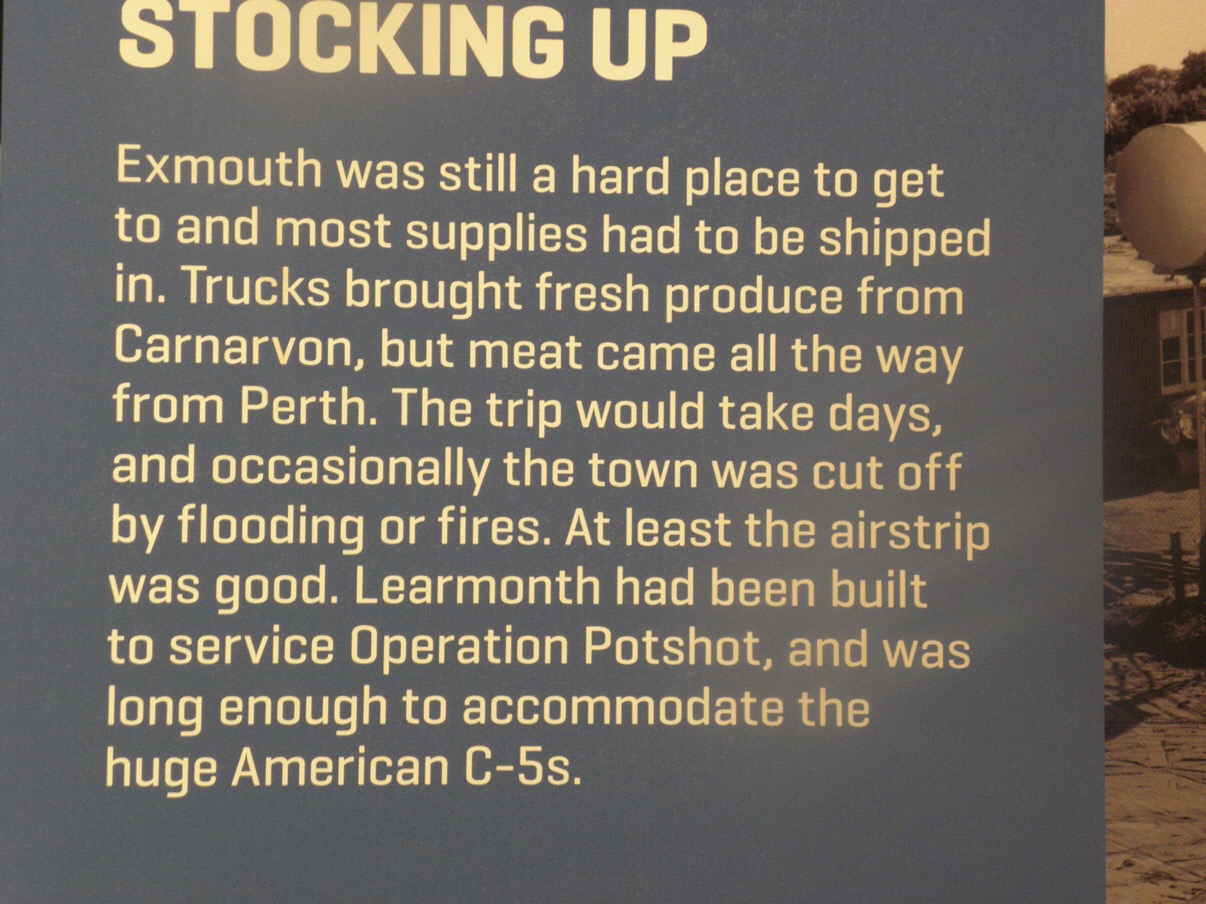 STOCKING UP
Exmouth was still a hard place to get
to and most supplies had to be shipped
in. Trucks brought fresh produce from
Carnarvon, but meat came all the way
from Perth. The trip would take days,
and occasionally the town was cut off
by flooding or fires. At least the airstrip
was good. Learmonth had been built
to service Operation Potshot, and was
long enough to accommodate the
huge American C-5s.